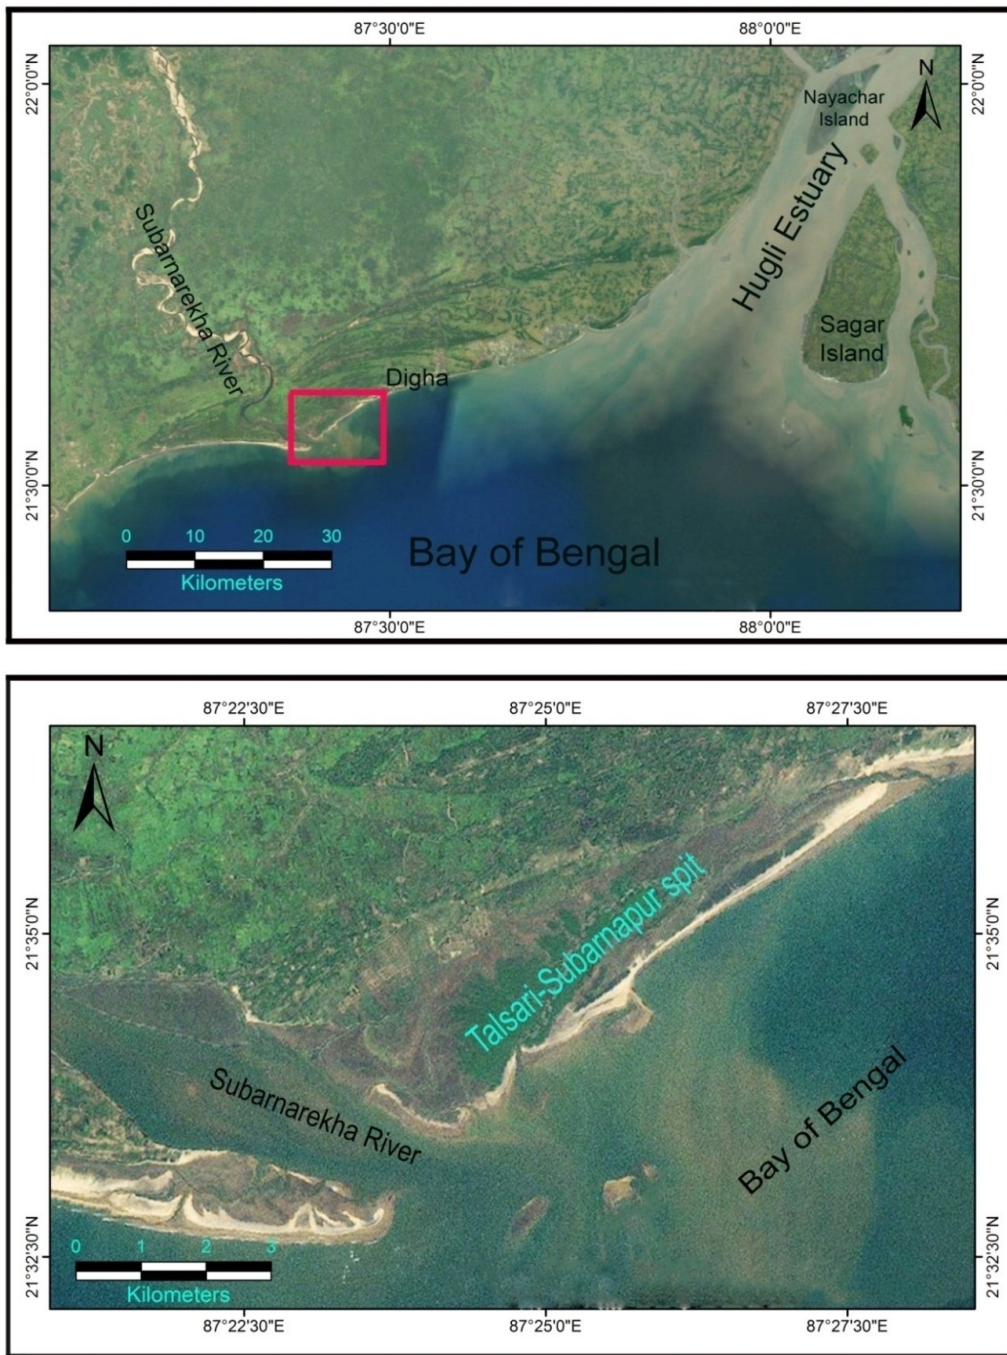 87°30'0"E
88°0'0"E
22°0'0"N
22°0'0"N
N
Nayachar
Island
Hugli Estuary
Subarnarekha River
Sagar
Island
Digha
21°30'0"N
21°30'0"N
0 10 20 30
Kilometers
Bay of Bengal
87°30'0"E
88°0'0"E
87°22'30"E
87°25'0"E
87°27'30"E
N
Talsari-Subarnapur spit
21°35'0"N
21°35'0"N
Subarnarekha River
Bay of Bengal
21°32'30"N
21°32'30"N
0 1 2 3
Kilometers
87°22'30"E
87°25'0"E
87°27'30"E